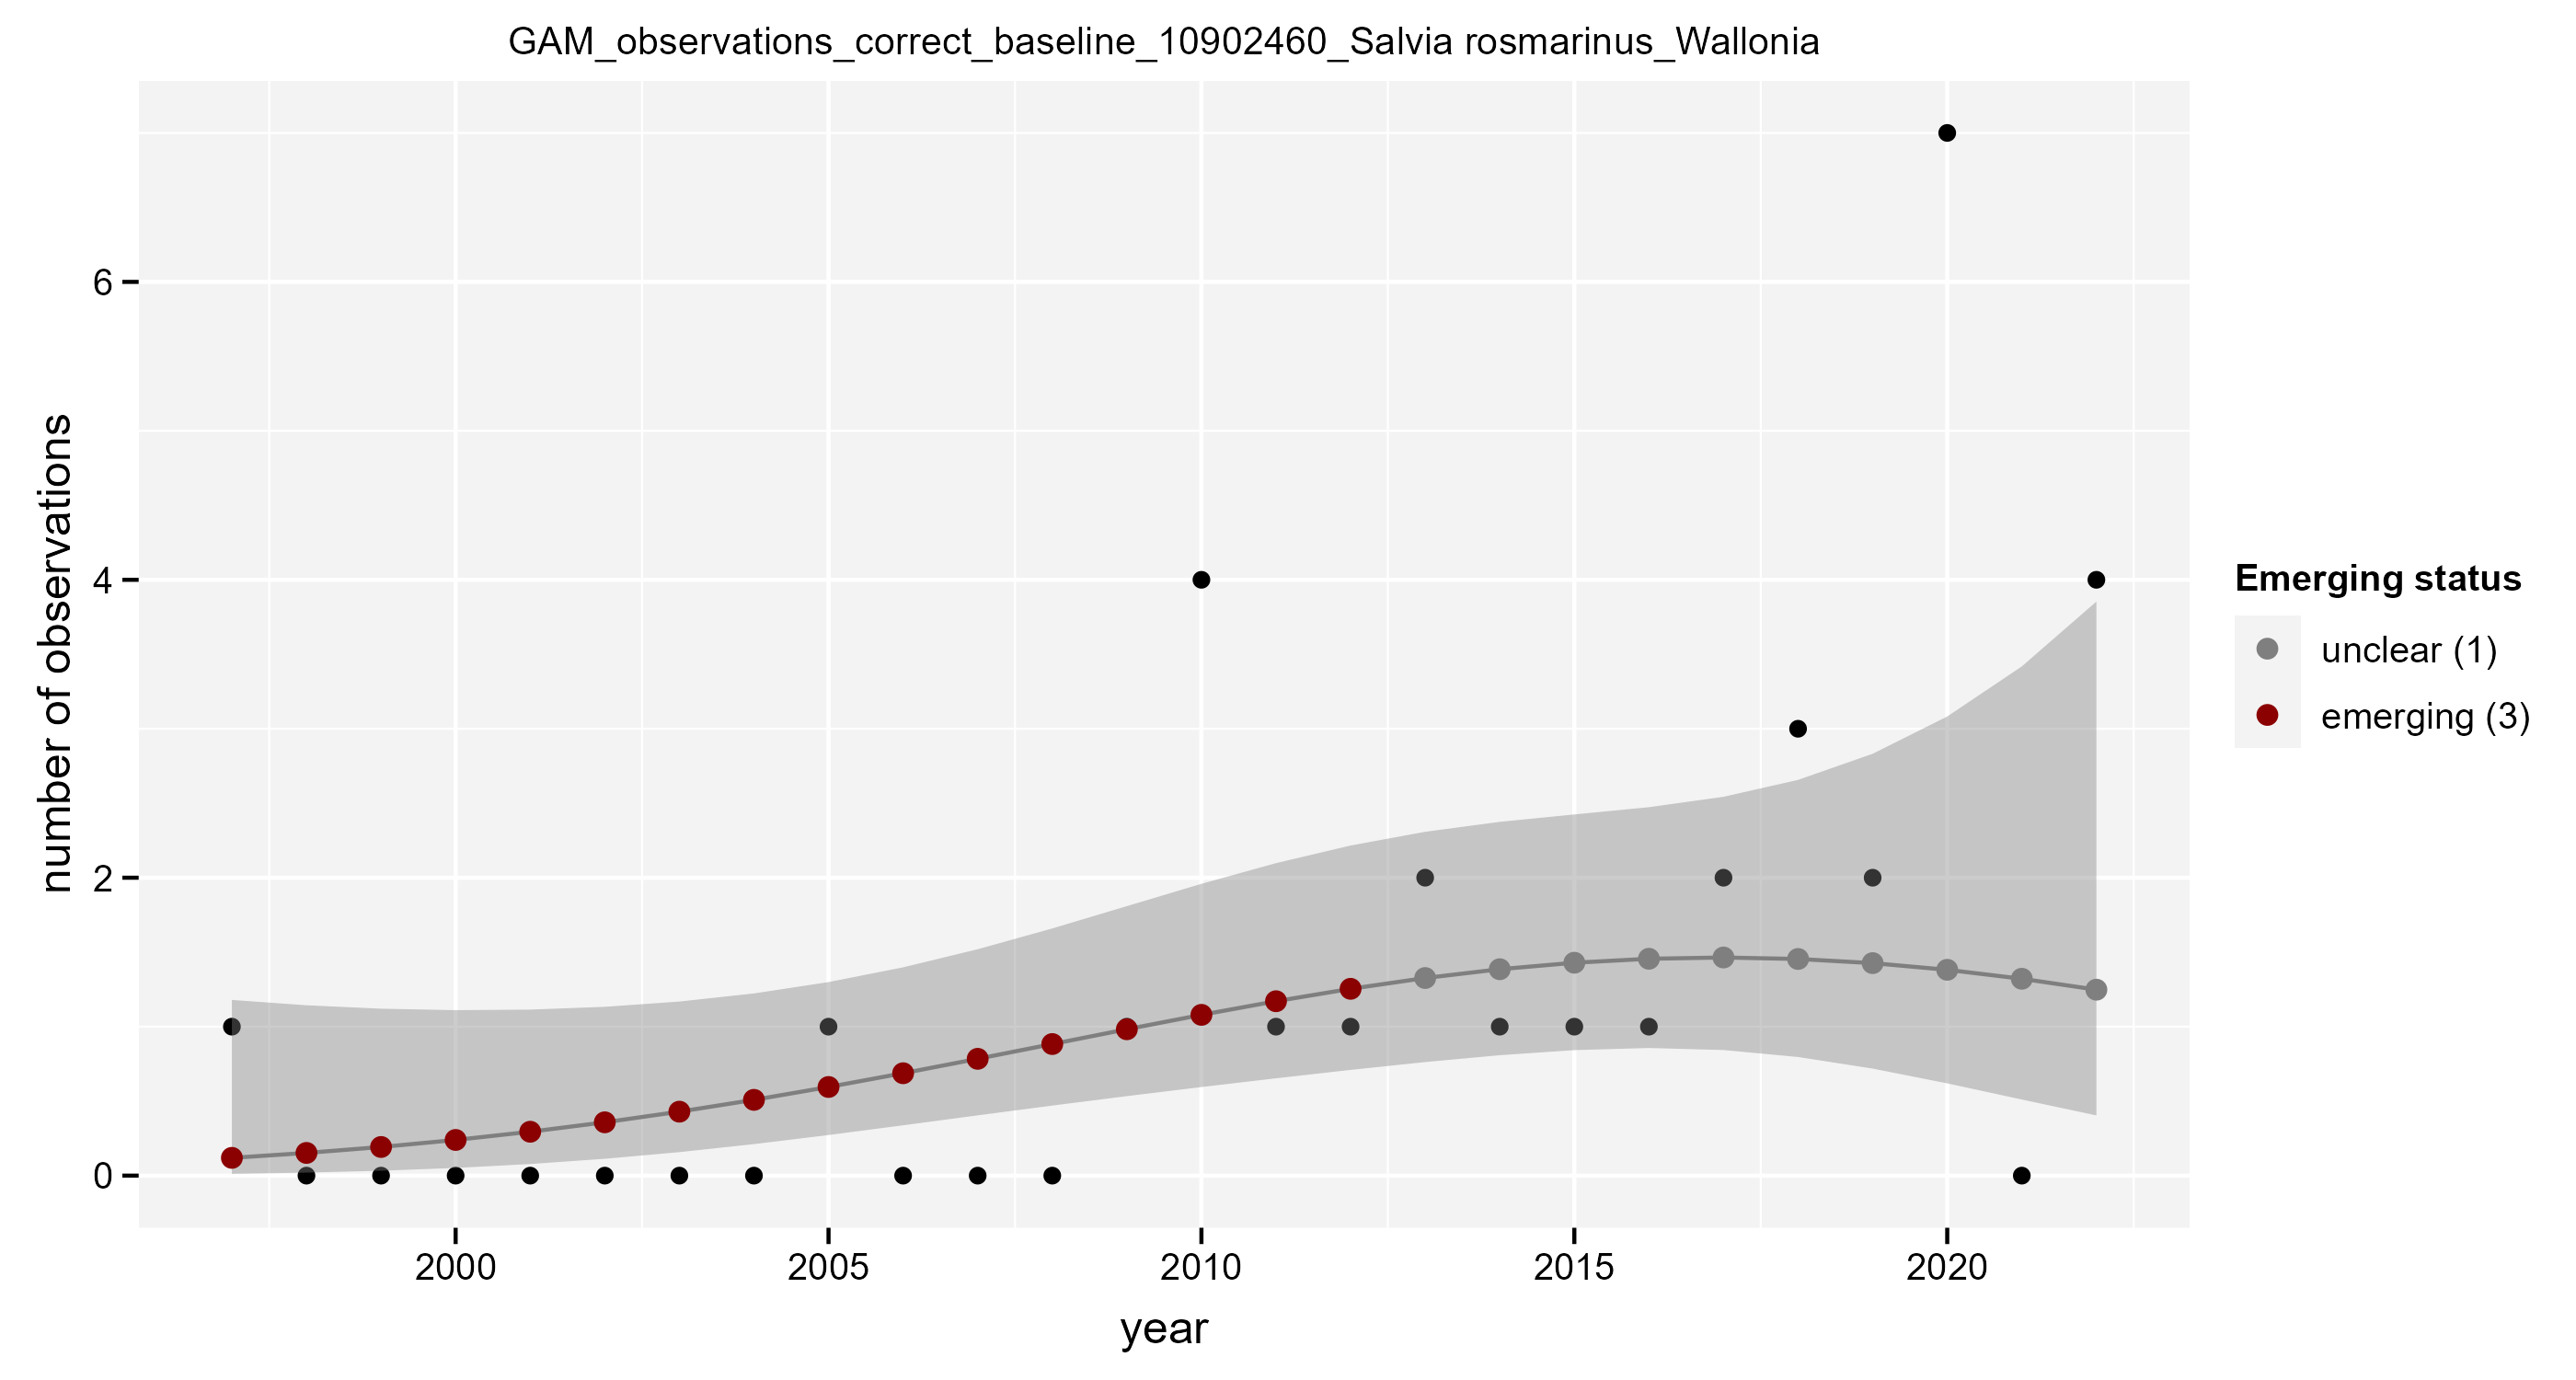 GAM_observations_correct_baseline_10902460_Salvia rosmarinus_Wallonia
number of observations
6
4
2
0
2000 2005 2010 2015 2020
year
Emerging status
unclear (1)
emerging (3)